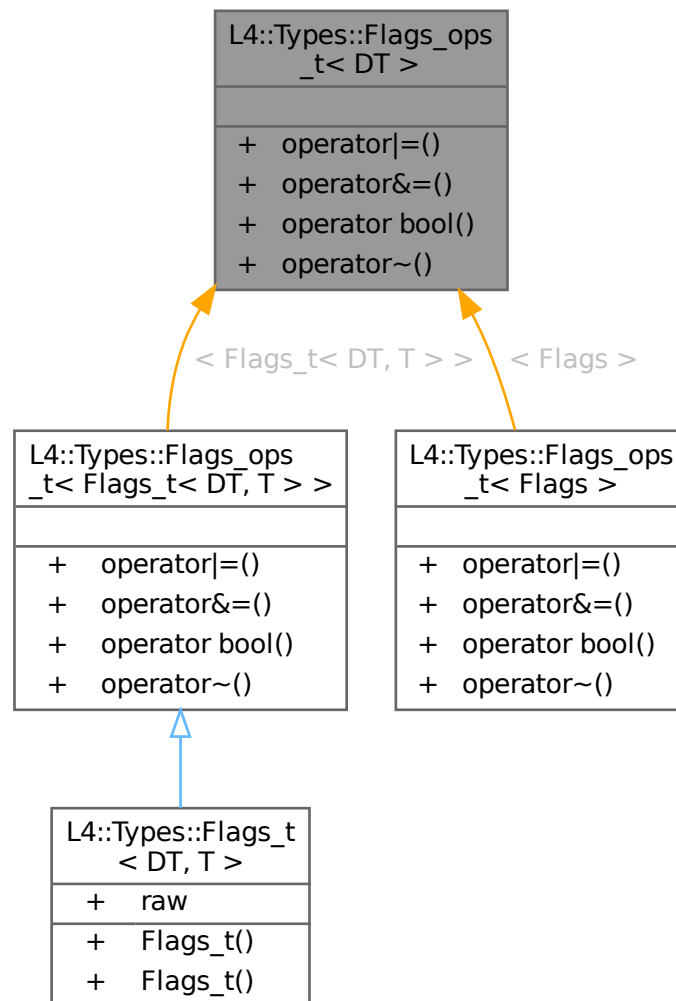 L4::Types::Flags_ops
_t< DT >
+ operator|=()
+ operator&=()
+ operator bool()
+ operator~()
< Flags_t< DT, T > >
< Flags >
L4::Types::Flags_ops
_t< Flags_t< DT, T > >
+ operator|=()
+ operator&=()
+ operator bool()
+ operator~()
L4::Types::Flags_ops
_t< Flags >
+ operator|=()
+ operator&=()
+ operator bool()
+ operator~()
L4::Types::Flags_t
< DT, T >
+ raw
+ Flags_t()
+ Flags_t()